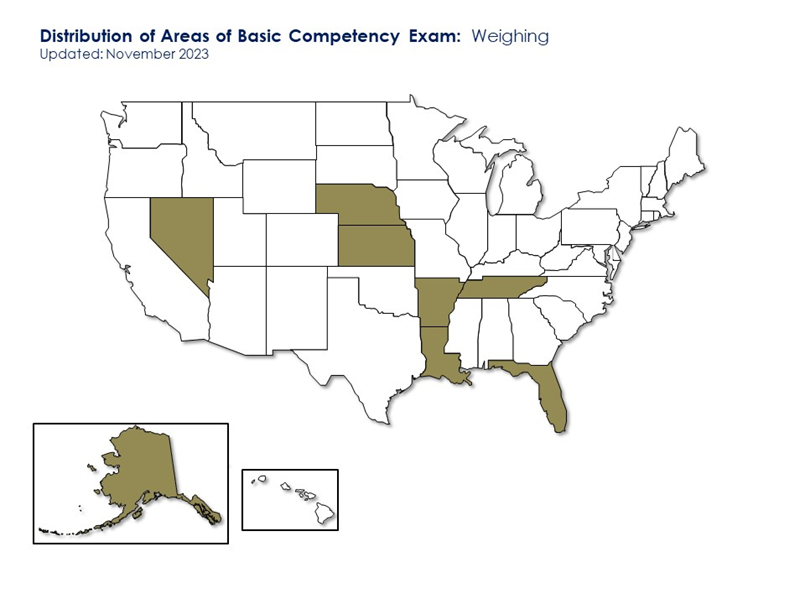 Distribution of Areas of Basic Competency Exam: Weighing
Updated: November 2023